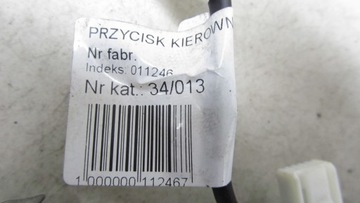 PRZYCISK KIEROWN
Nr fabr.
Indeks: 011246
Nr kat.: 34/013
1 000000 112467